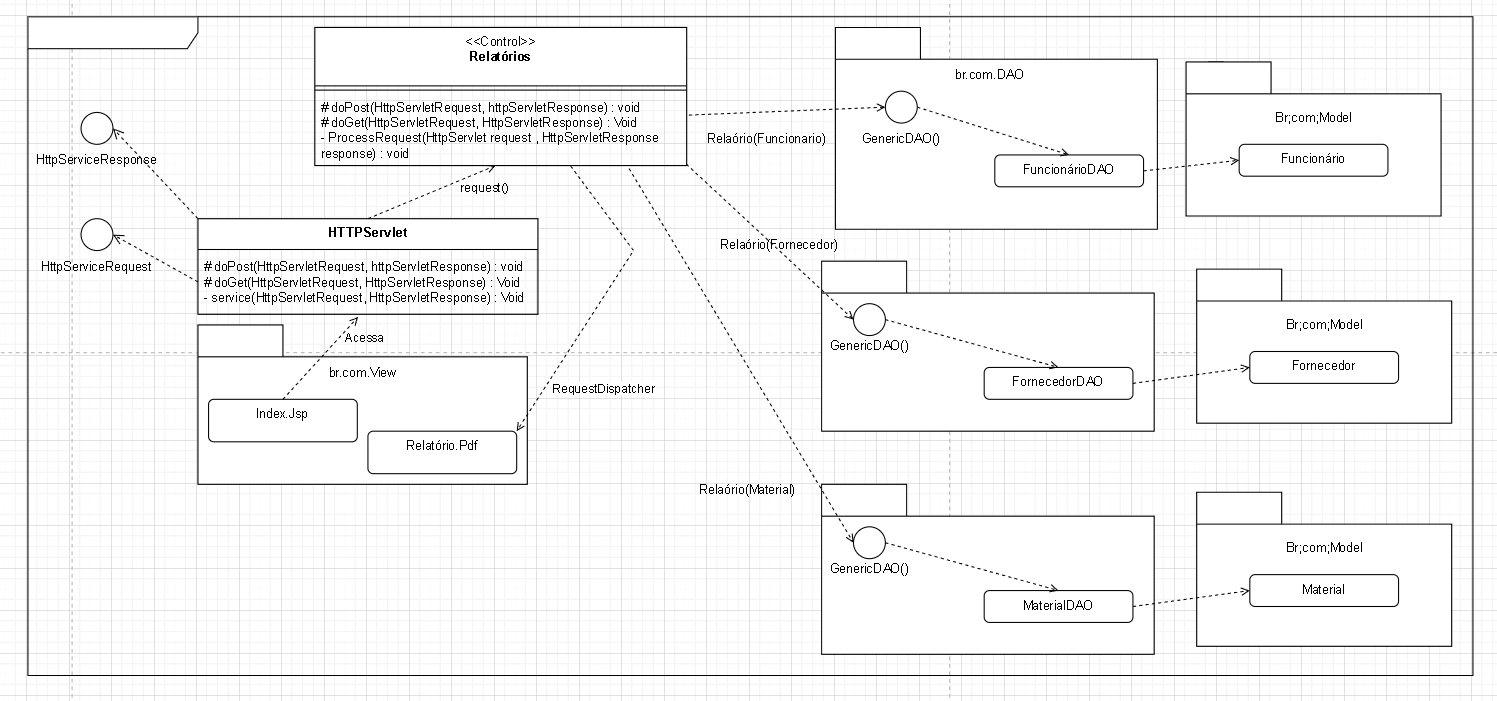 <<Control>>
Relatórios
# doPost(HttpServletRequest, httpServletResponse) : void
# doGet(HttpServletRequest, HttpServletResponse) : Void
- ProcessRequest(HttpServlet request , HttpServletResponse
response) : void
HttpServiceResponse
request()
HTTPServlet
# doPost(HttpServletRequest, httpServletResponse) : void
# doGet(HttpServletRequest, HttpServletResponse) : Void
- service(HttpServletRequest, HttpServletResponse) : Void
HttpServiceRequest
Acessa
br.com.View
Index.Jsp
Relatório.Pdf
RequestDispatcher
Relaório(Funcionario)
br.com.DAO
GenericDAO()
FuncionárioDAO
Br;com;Model
Funcionário
Relaório(Fornecedor)
GenericDAO()
FornecedorDAO
Br;com;Model
Fornecedor
Relaório(Material)
GenericDAO()
MaterialDAO
Br;com;Model
Material